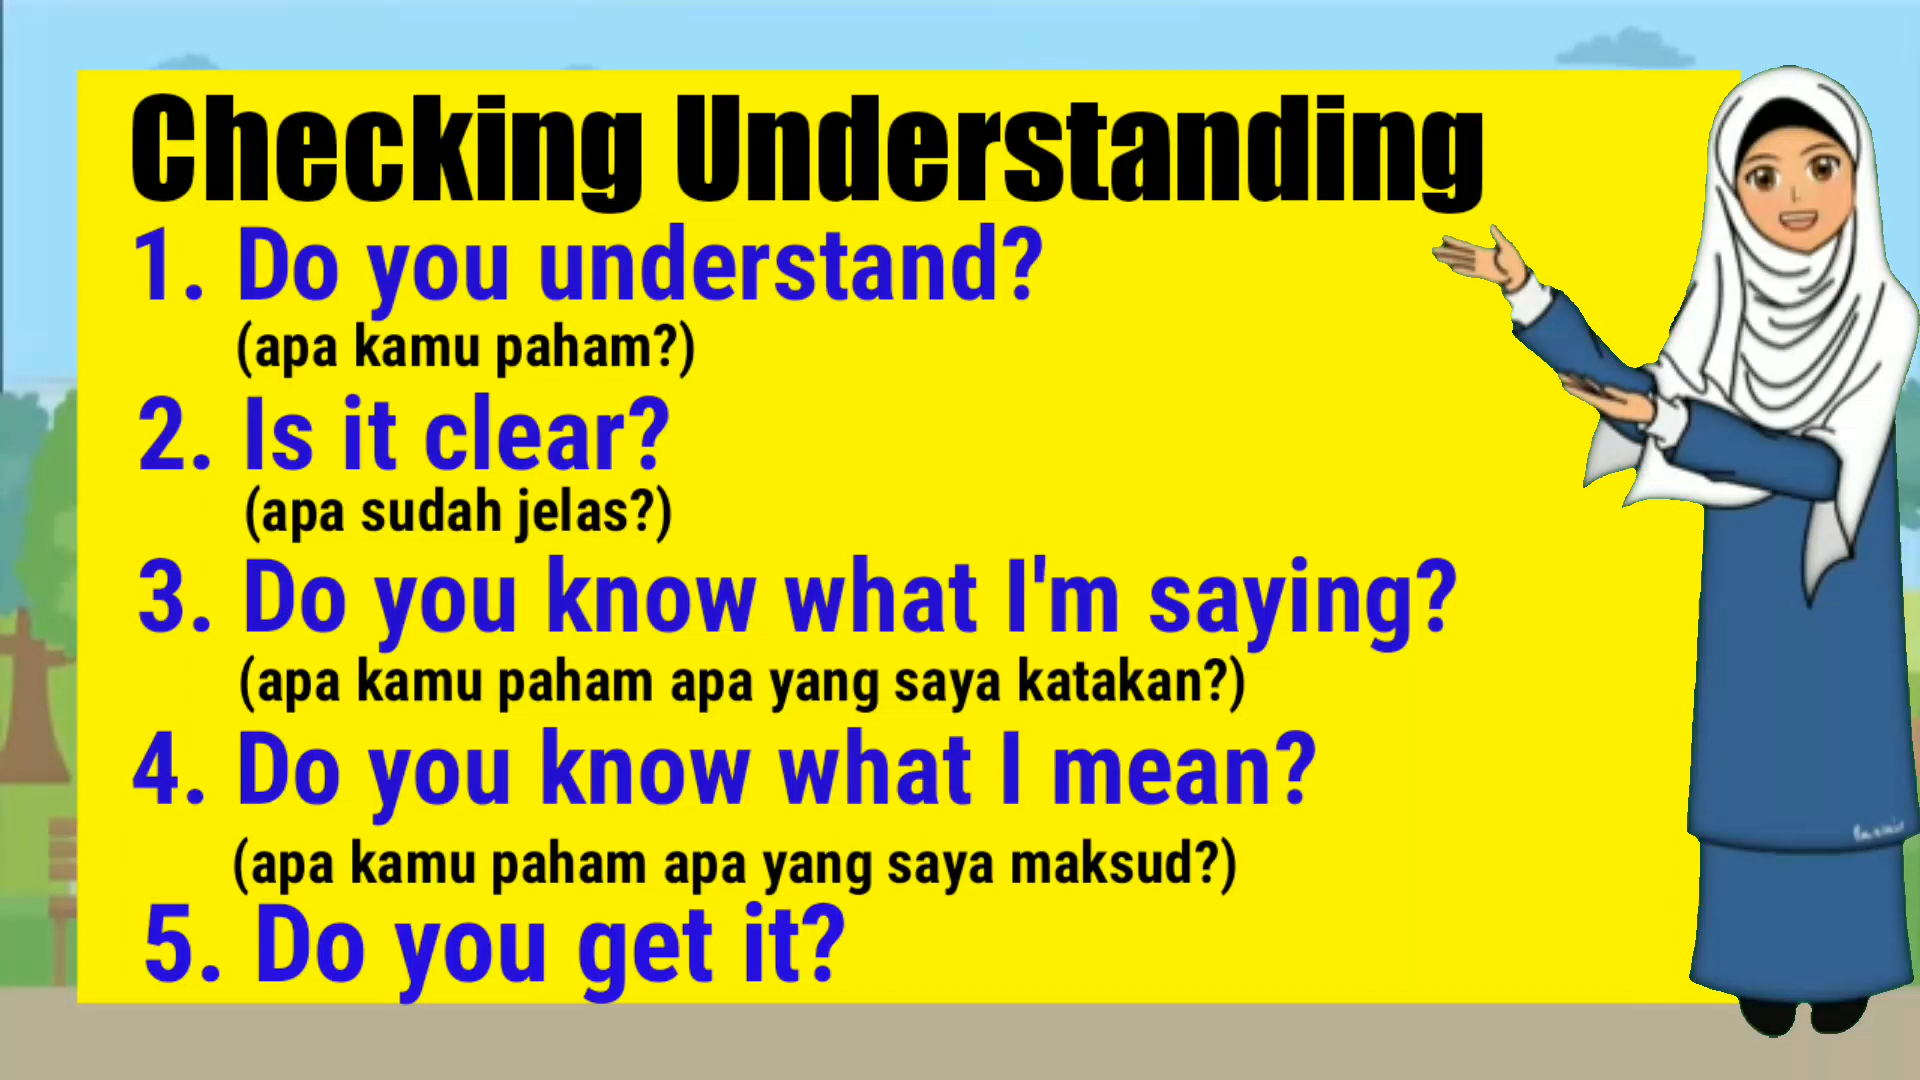 Checking Understanding
1. Do you understand?
(apa kamu paham?)
2. Is it clear?
(apa sudah jelas?)
3. Do you know what I'm saying?
(apa kamu paham apa yang saya katakan?)
4. Do you know what I mean?
(apa kamu paham apa yang saya maksud?)
5. Do you get it?